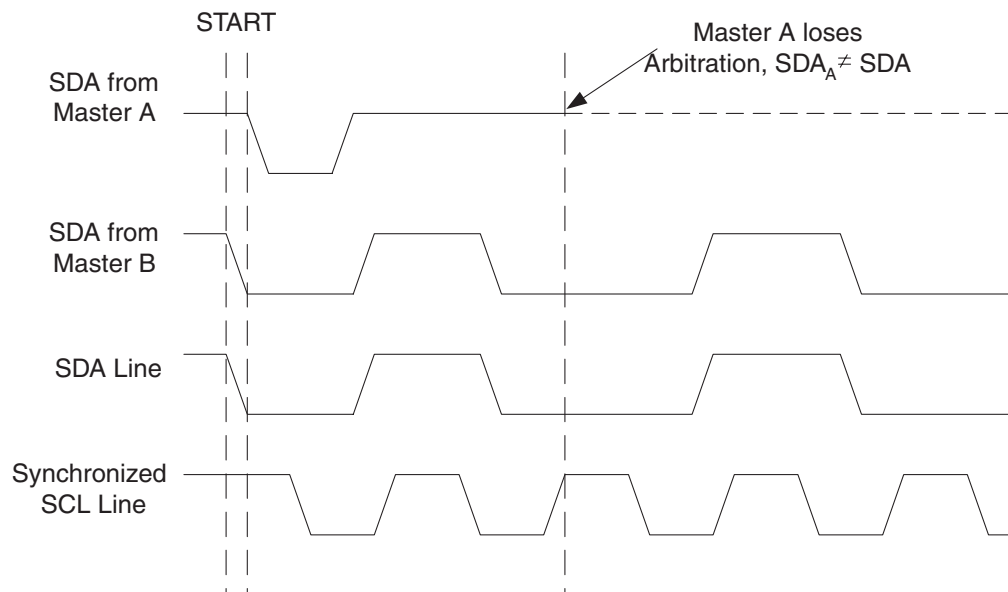 START
Master A loses
Arbitration, SDA_A ≠ SDA
SDA from
Master A
SDA from
Master B
SDA Line
Synchronized
SCL Line